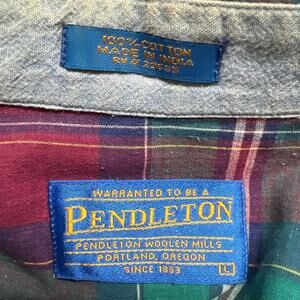 100% COTTON
MADE IN INDIA
WARRANTED TO BE A
PENDLETON
PENDLETON WOOLEN MILLS
PORTLAND, OREGON
SINCE 1863
L